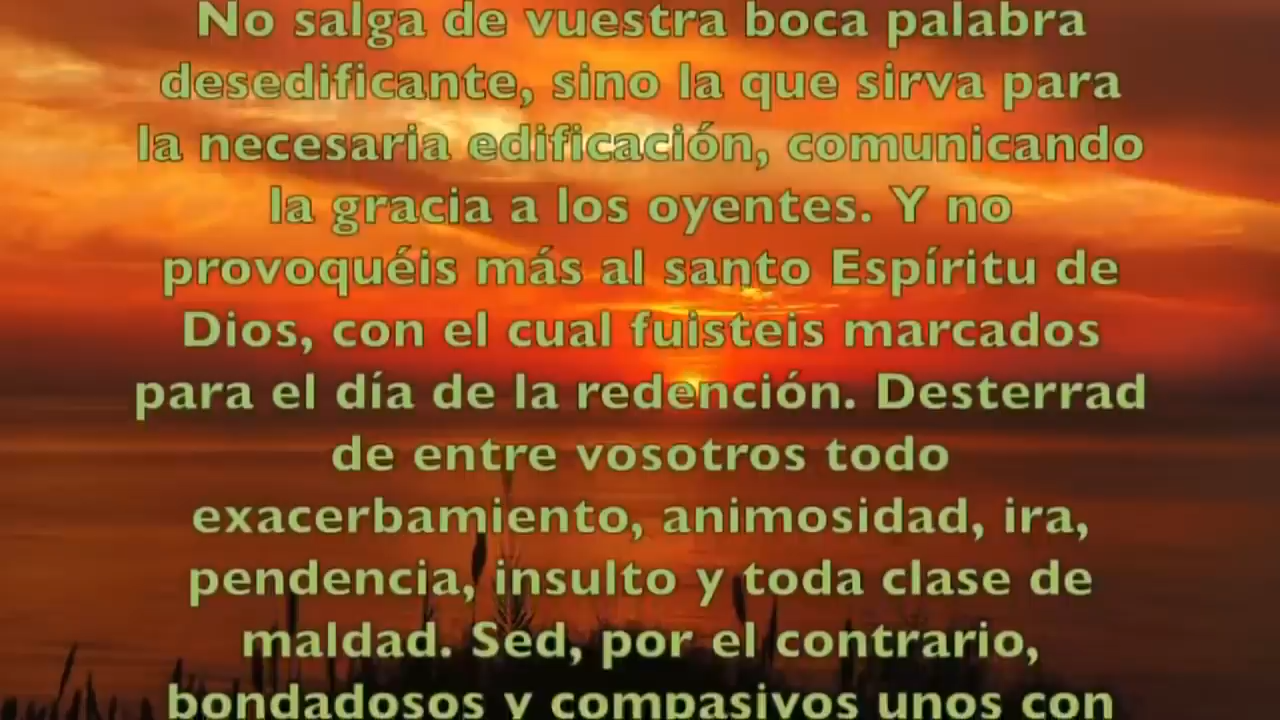 No salga de vuestra boca palabra
desedificante, sino la que sirva para
la necesaria edificación, comunicando
la gracia a los oyentes. Y no
provoquéis más al santo Espíritu de
Dios, con el cual fuisteis marcados
para el día de la redención. Desterrad
de entre vosotros todo
exacerbamiento, animosidad, ira,
pendencia, insulto y toda clase de
maldad. Sed, por el contrario,
bondadosos y compasivos unos con